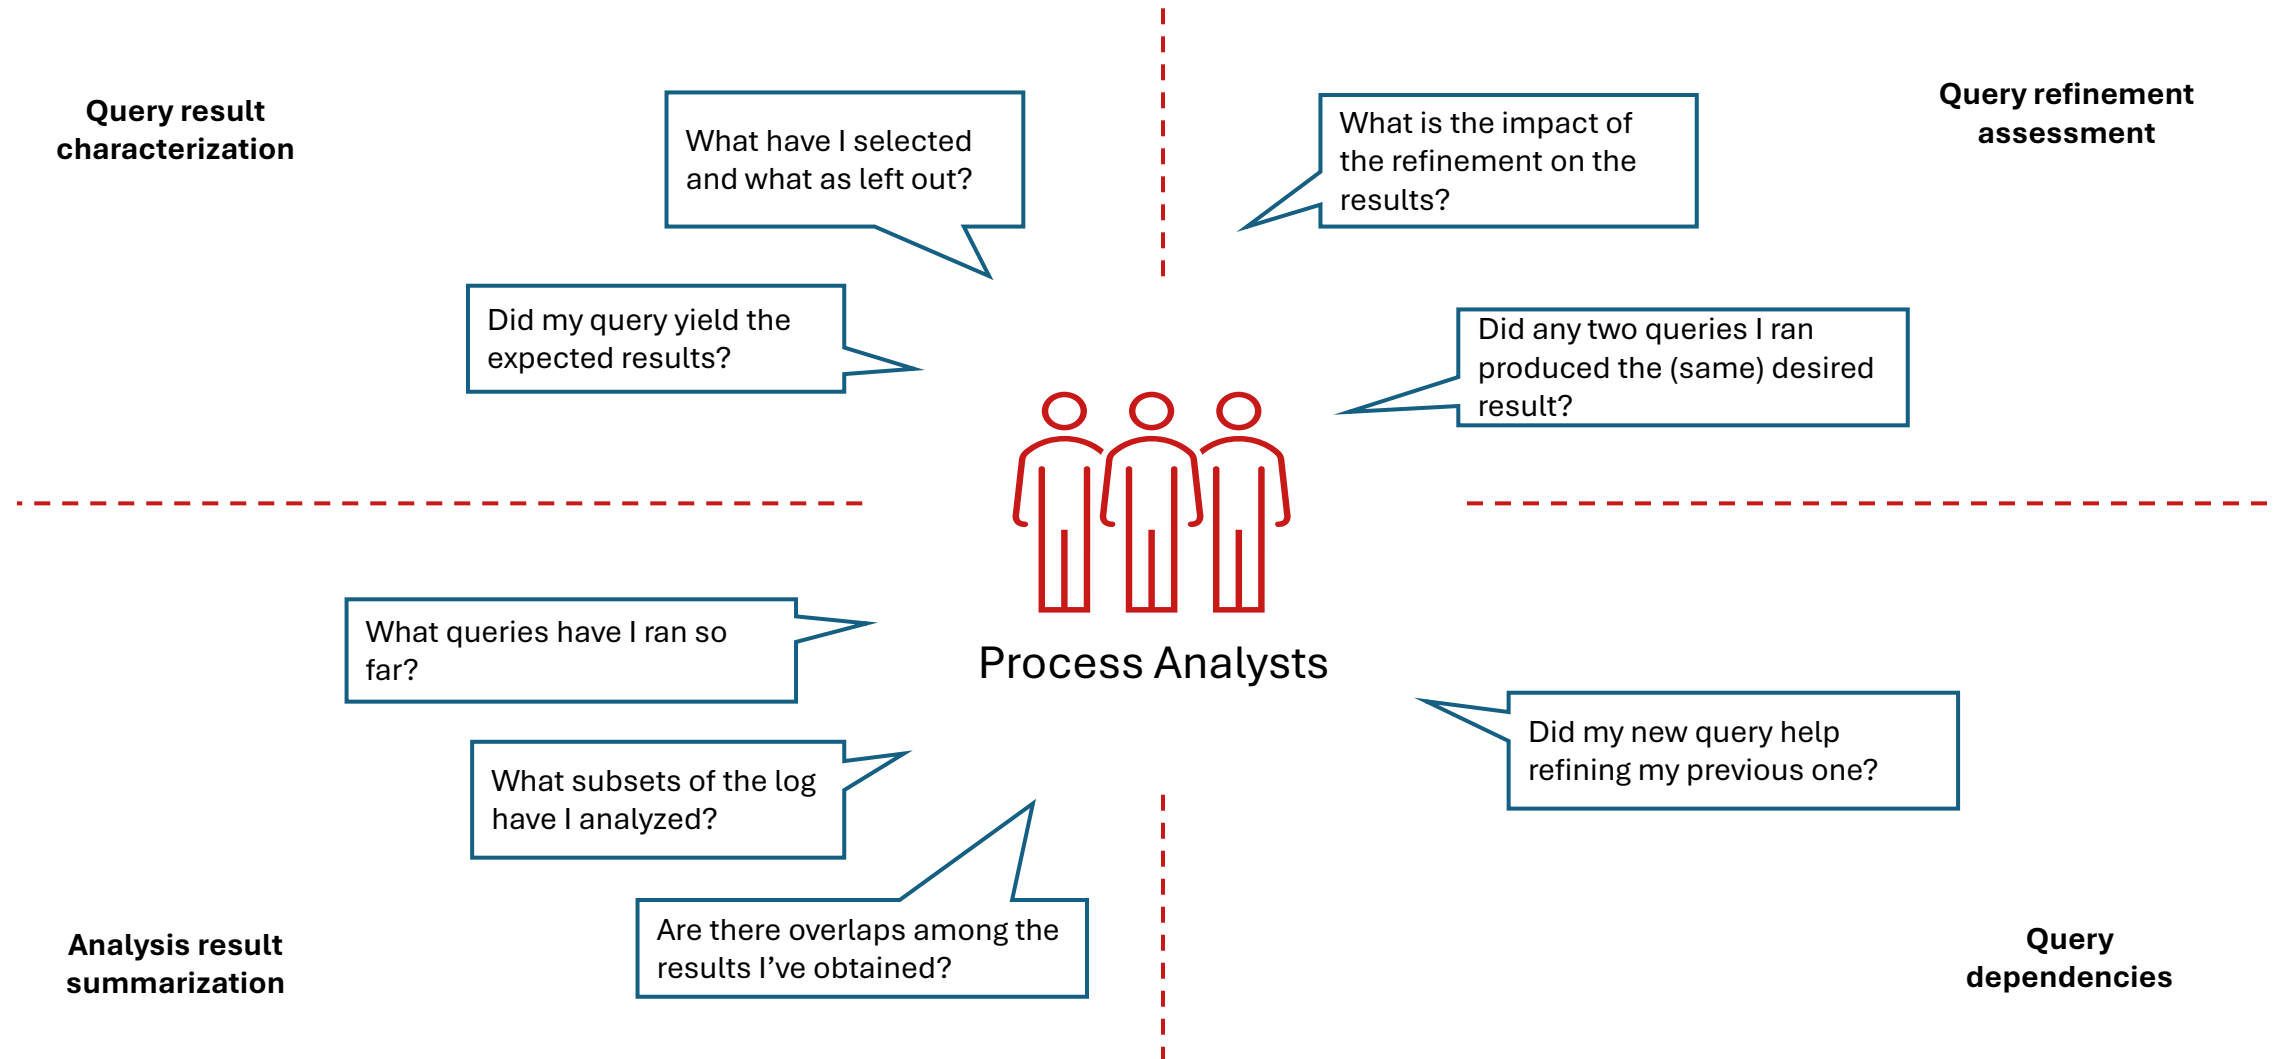 Query result
characterization
What have I selected
and what as left out?
Did my query yield the
expected results?
Query refinement
assessment
What is the impact of
the refinement on the
results?
Did any two queries I ran
produced the (same) desired
result?
Process Analysts
What queries have I ran so
far?
What subsets of the log
have I analyzed?
Are there overlaps among the
results I’ve obtained?
Analysis result
summarization
Did my new query help
refining my previous one?
Query
dependencies